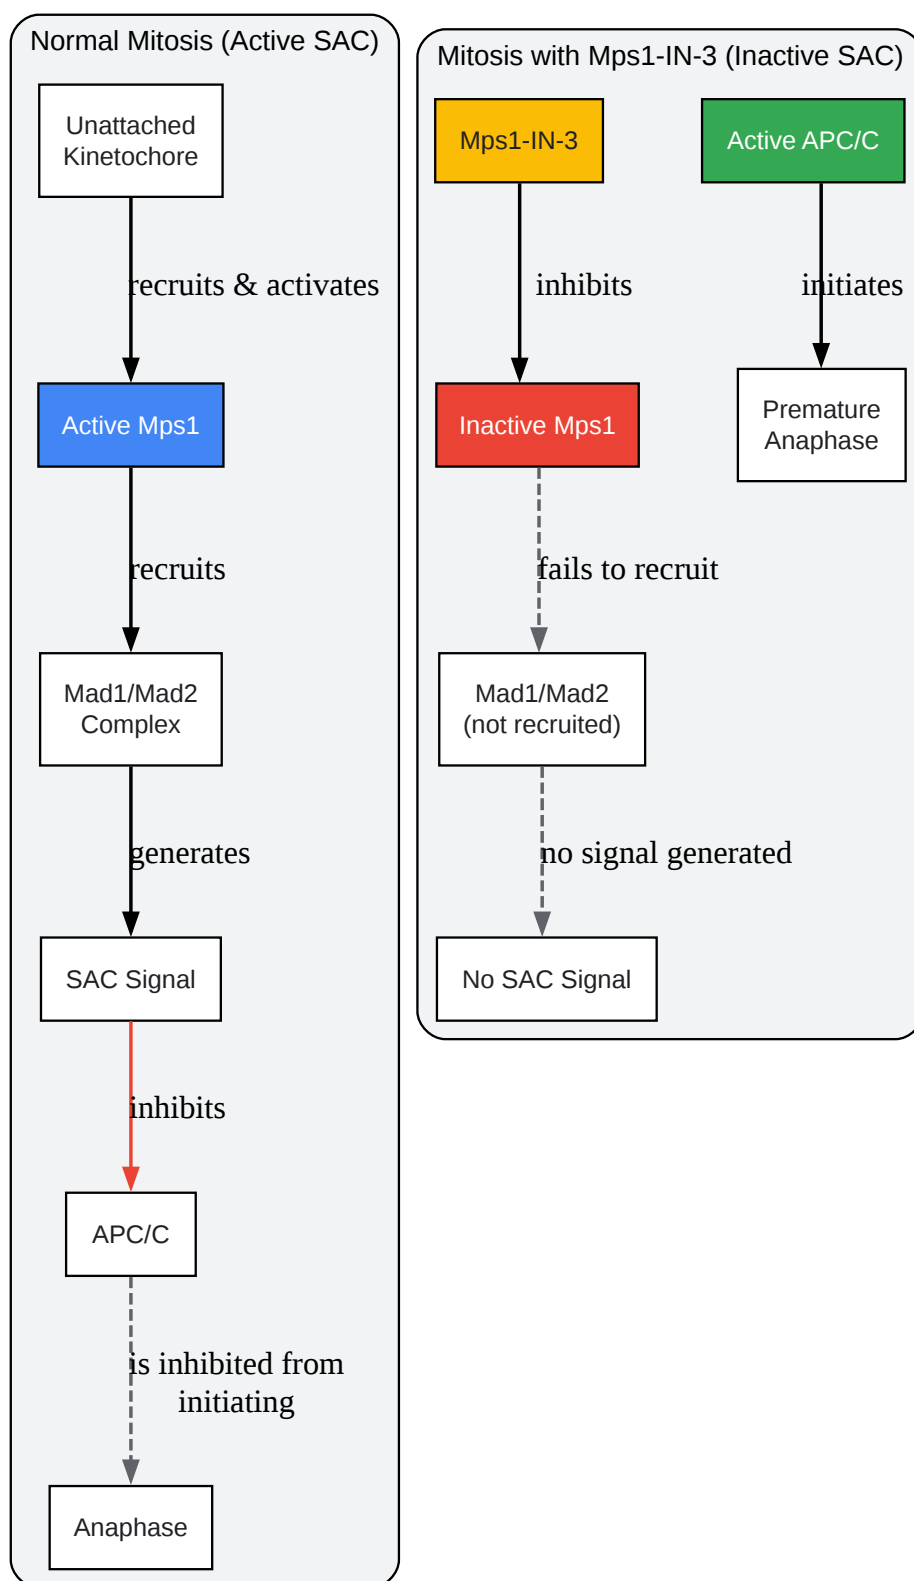 Normal Mitosis (Active SAC)
Unattached
Kinetochore
recruits & activates
Active Mps1
recruits
Mad1/Mad2
Complex
generates
SAC Signal
inhibits
APC/C
is inhibited from
initiating
Anaphase
Mitosis with Mps1-IN-3 (Inactive SAC)
Mps1-IN-3
inhibits
Inactive Mps1
fails to recruit
Mad1/Mad2
(not recruited)
no signal generated
No SAC Signal
Active APC/C
initiates
Premature
Anaphase